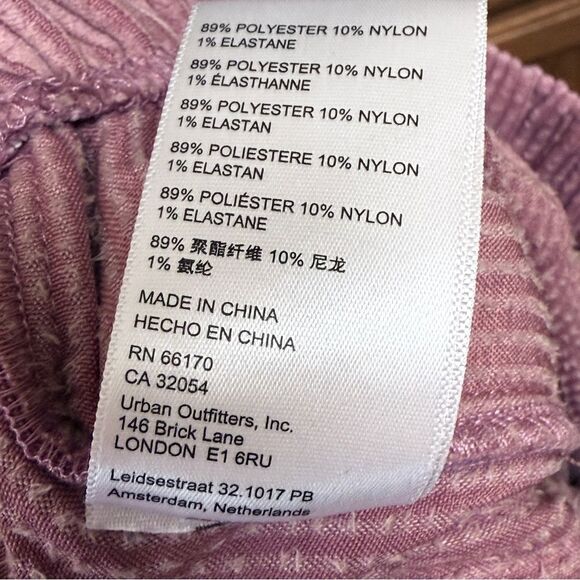 89% POLYESTER 10% NYLON
1% ELASTANE
89% POLYESTER 10% NYLON
1% ÉLASTHANNE
89% POLYESTER 10% NYLON
1% ELASTAN
89% POLIESTERE 10% NYLON
1% ELASTAN
89% POLIÉSTER 10% NYLON
1% ELASTANE
89% 聚酯纤维 10% 尼龙
1% 氨纶
MADE IN CHINA
HECHO EN CHINA
RN 66170
CA 32054
Urban Outfitters, Inc.
146 Brick Lane
LONDON E1 6RU
Leidsestraat 32.1017 PB
Amsterdam, Netherlands